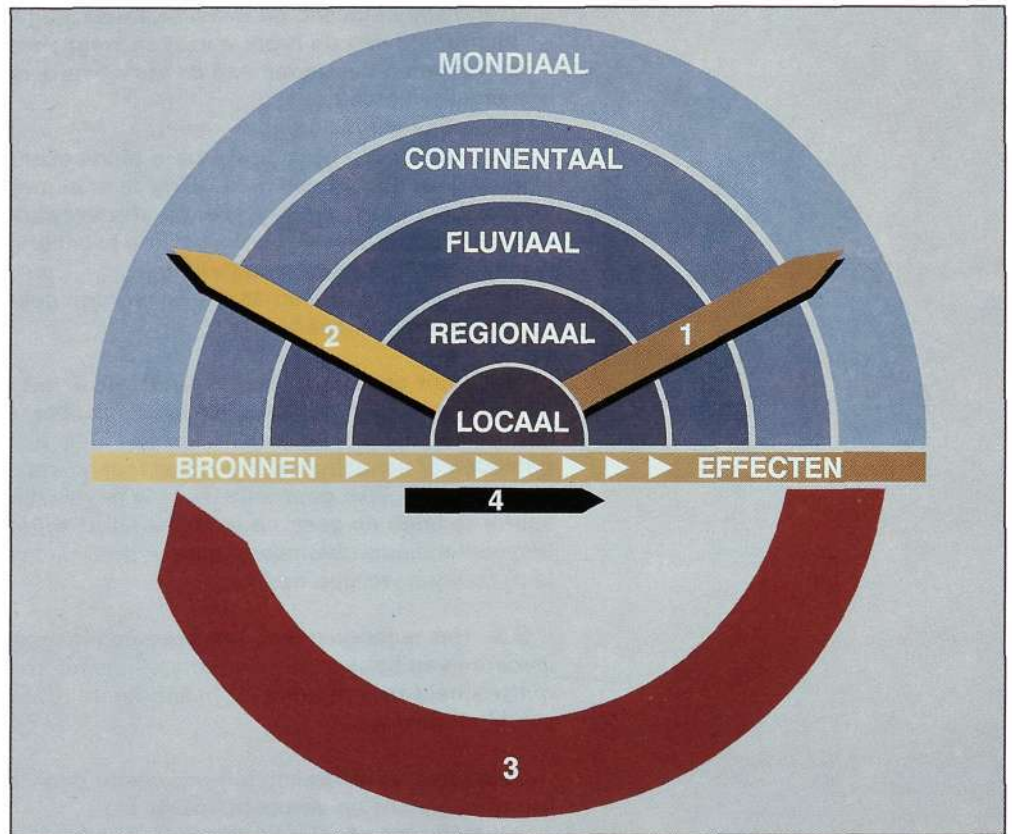 MONDIAAL
CONTINENTAAL
FLUVIAAL
2
REGIONAAL
1
LOCAAL
BRONNEN EFFECTEN
4
3